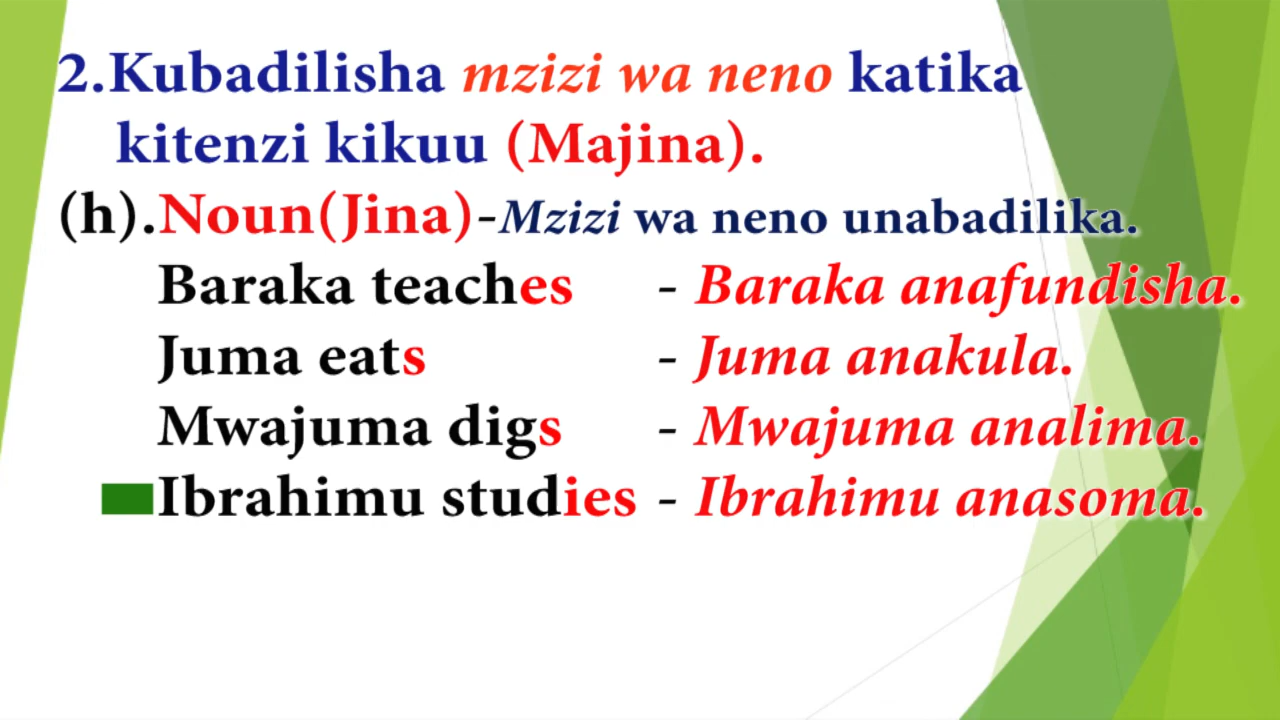 2.Kubadilisha mzizi wa neno katika
kitenzi kikuu (Majina).
(h).Noun(Jina)-Mzizi wa neno unabadilika.
Baraka teaches - Baraka anafundisha.
Juma eats - Juma anakula.
Mwajuma digs - Mwajuma analima.
Ibrahimu studies - Ibrahimu anasoma.